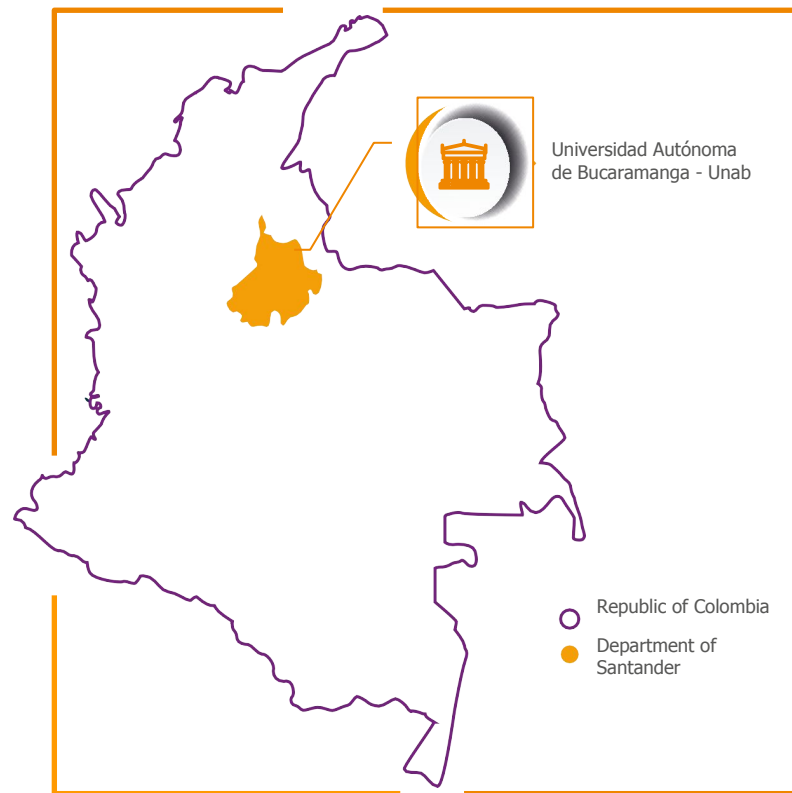 Universidad Autónoma
de Bucaramanga - Unab
Republic of Colombia
Department of
Santander